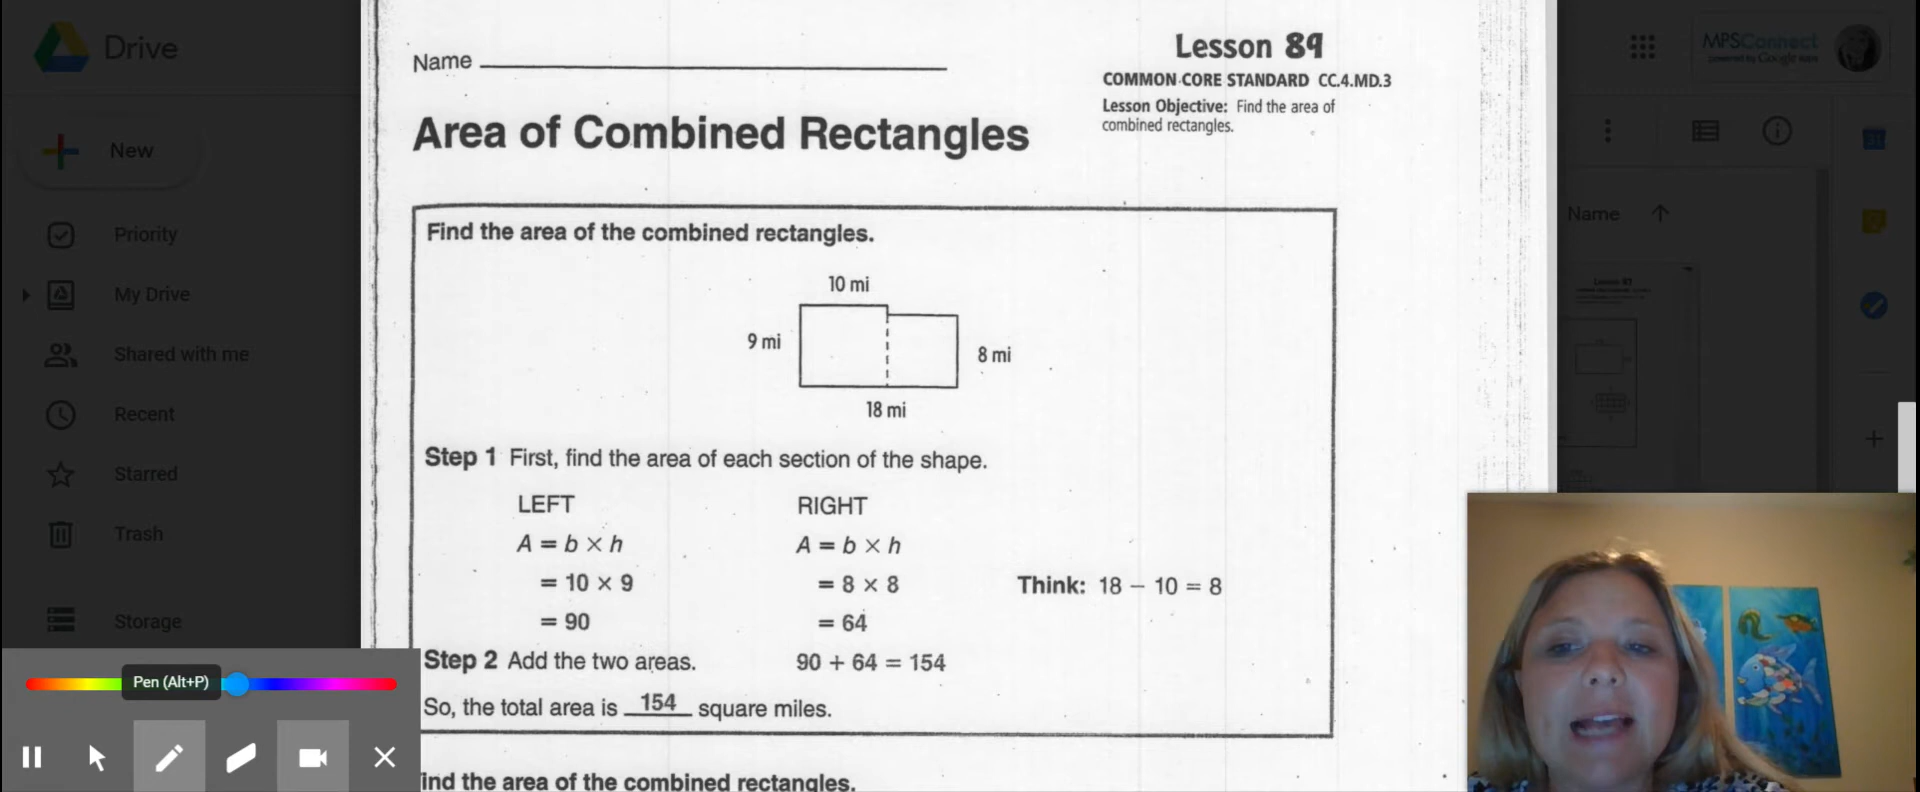 Drive
New
Priority
My Drive
Shared with me
Recent
Starred
Trash
Storage
Pen (Alt+P)
Name
Lesson 89
COMMON CORE STANDARD CC.4.MD.3
Lesson Objective: Find the area of
combined rectangles.
Area of Combined Rectangles
Find the area of the combined rectangles.
10 mi
9 mi
8 mi
18 mi
Step 1 First, find the area of each section of the shape.
LEFT
RIGHT
A = b × h
A = b × h
= 10 × 9
= 8 × 8
Think: 18 − 10 = 8
= 90
= 64
Step 2 Add the two areas.
90 + 64 = 154
So, the total area is 154 square miles.
ind the area of the combined rectangles.
MPSConnect
Name
Lesson 89
31